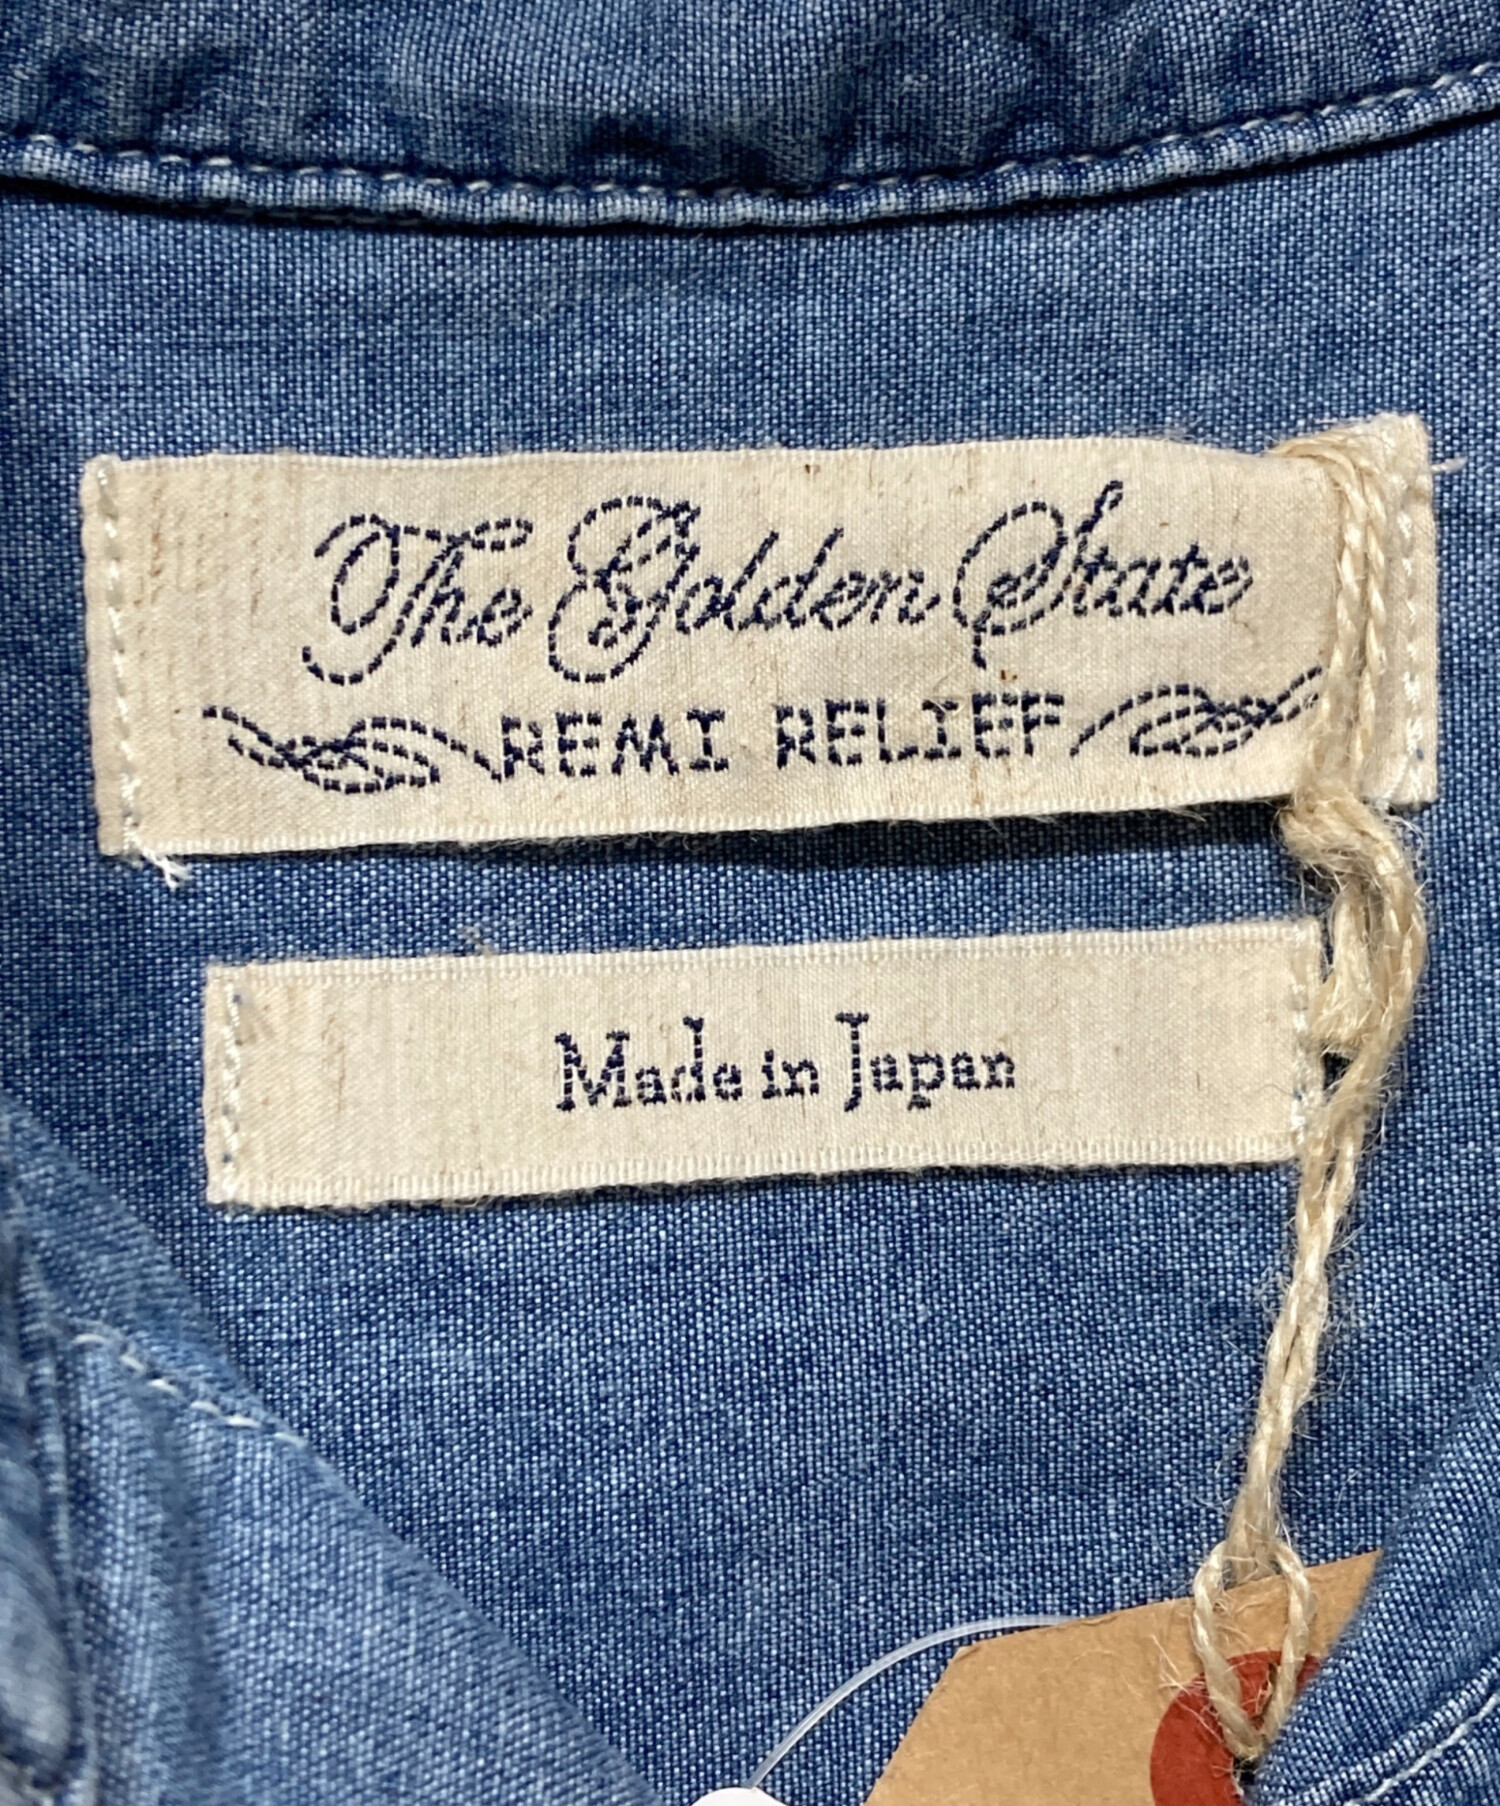 The Golden State
REMI RELIEF
Made in Japan